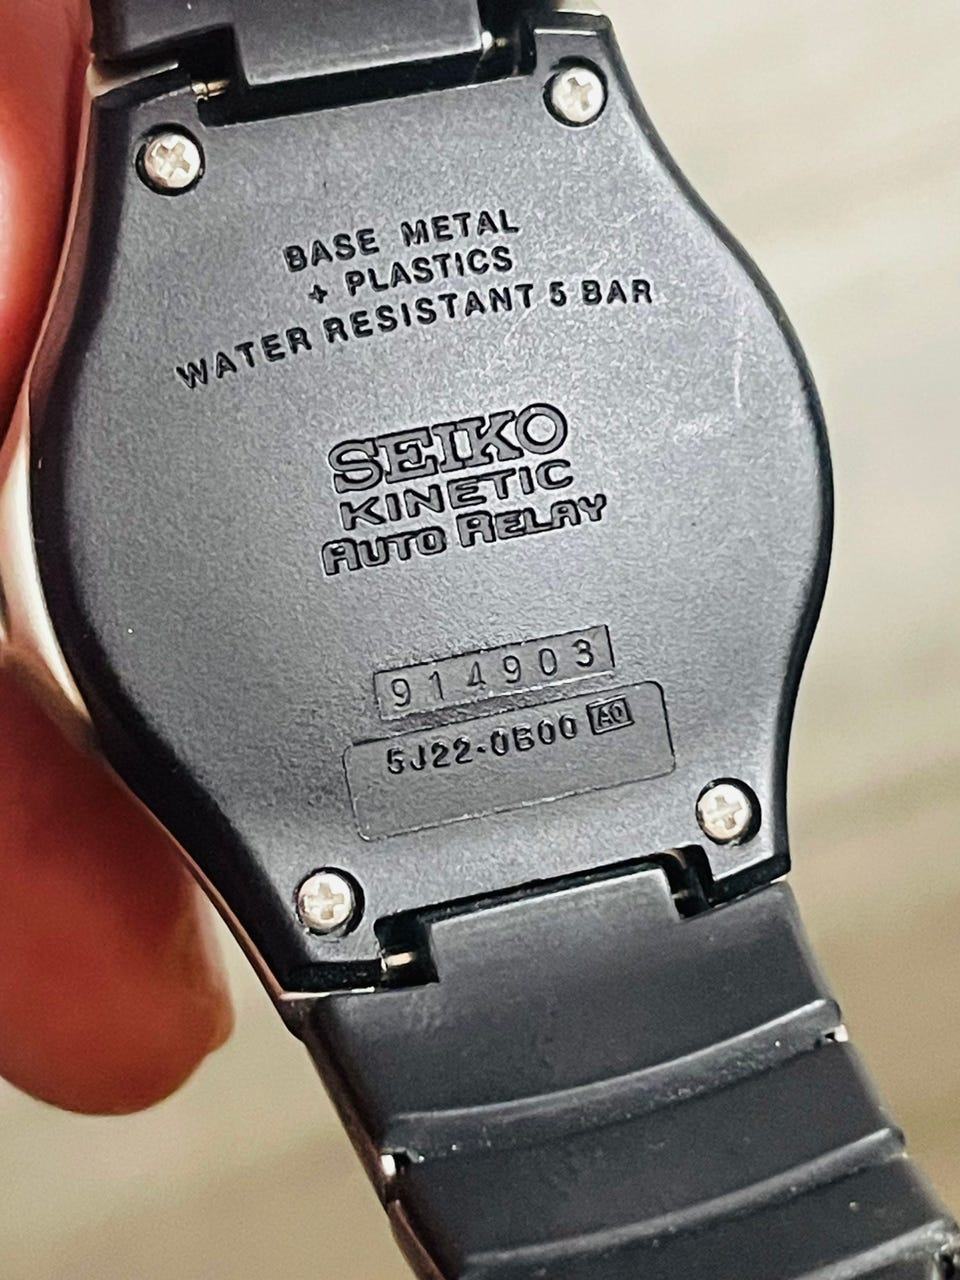 BASE METAL
+ PLASTICS
WATER RESISTANT 5 BAR
SEIKO
KINETIC
AUTO RELAY
914903
5J22-0B00 A0